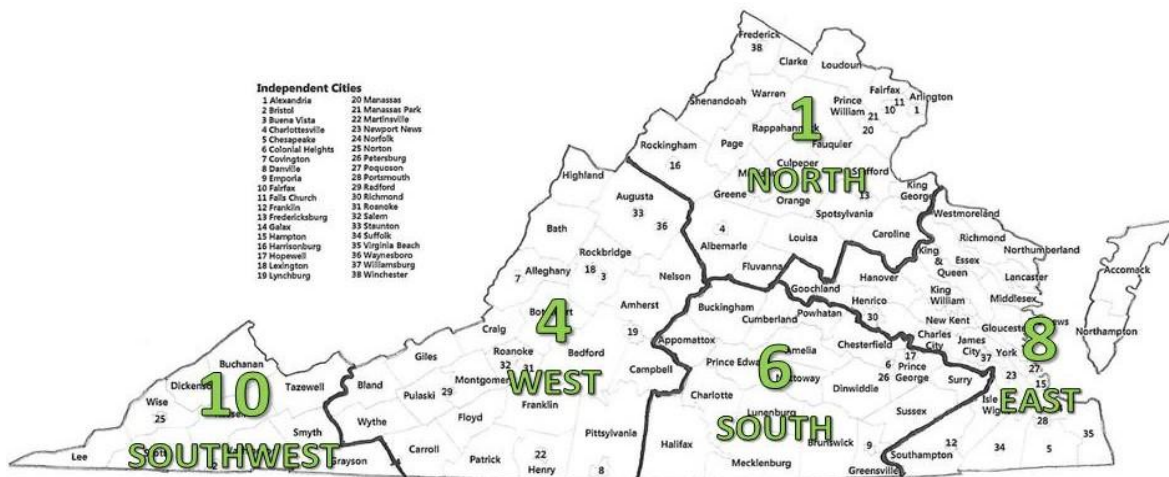 Independent Cities
1 Alexandria
2 Bristol
3 Buena Vista
4 Charlottesville
5 Chesapeake
6 Colonial Heights
7 Covington
8 Danville
9 Emporia
10 Fairfax
11 Falls Church
12 Franklin
13 Fredericksburg
14 Galax
15 Hampton
16 Harrisonburg
17 Hopewell
18 Lexington
19 Lynchburg
20 Manassas
21 Manassas Park
22 Martinsville
23 Newport News
24 Norfolk
25 Norton
26 Petersburg
27 Poquoson
28 Portsmouth
29 Radford
30 Richmond
31 Roanoke
32 Salem
33 Staunton
34 Suffolk
35 Virginia Beach
36 Waynesboro
37 Williamsburg
38 Winchester
Frederick
38
Clarke
Loudoun
Shenandoah
Warren
Prince
William
Fairfax
11
10
Arlington
1
21
20
1
NORTH
Rappahannock
Fauquier
Page
Rockingham
16
Culpeper
Stafford
Greene
Orange
13
King
George
Spotsylvania
4
Albemarle
Louisa
Caroline
Fluvanna
Highland
Augusta
33
36
Bath
Rockbridge
18
3
Alleghany
7
Nelson
Amherst
19
4
WEST
Craig
Roanoke
32
31
Bedford
Campbell
Giles
Montgomery
Pulaski
29
Franklin
Floyd
Bland
Wythe
Carroll
Patrick
22
Henry
Pittsylvania
8
Buchanan
Dickenson
Tazewell
Wise
25
10
SOUTHWEST
Smyth
Lee
Grayson
Goochland
Buckingham
Cumberland
Powhatan
Appomattox
Prince Edward
Amelia
Chesterfield
6
SOUTH
Nottoway
Dinwiddie
6
26
17
Prince
George
Charlotte
Lunenburg
Sussex
Halifax
Mecklenburg
Brunswick
9
Greensville
Westmoreland
Richmond
Northumberland
King
&
Queen
Essex
Lancaster
Hanover
Henrico
30
King
William
Middlesex
New Kent
Gloucester
Charles
City
James
City
37
York
8
EAST
Surry
23
27
15
28
Isle
Southampton
12
34
5
35
Accomack
Northampton